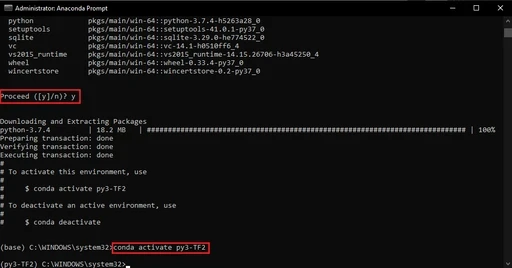 Administrator: Anaconda Prompt
python pkgs/main/win-64::python-3.7.4-h5263a28_0
setuptools pkgs/main/win-64::setuptools-41.0.1-py37_0
sqlite pkgs/main/win-64::sqlite-3.29.0-he774522_0
vc pkgs/main/win-64::vc-14.1-h0510ff6_4
vs2015_runtime pkgs/main/win-64::vs2015_runtime-14.15.26706-h3a45250_4
wheel pkgs/main/win-64::wheel-0.33.4-py37_0
wincertstore pkgs/main/win-64::wincertstore-0.2-py37_0
Proceed ([y]/n)? y
Downloading and Extracting Packages
python-3.7.4 | 18.2 MB | ############################################################################ | 100%
Preparing transaction: done
Verifying transaction: done
Executing transaction: done
#
# To activate this environment, use
#
# $ conda activate py3-TF2
#
# To deactivate an active environment, use
#
# $ conda deactivate
(base) C:\WINDOWS\system32>conda activate py3-TF2
(py3-TF2) C:\WINDOWS\system32>